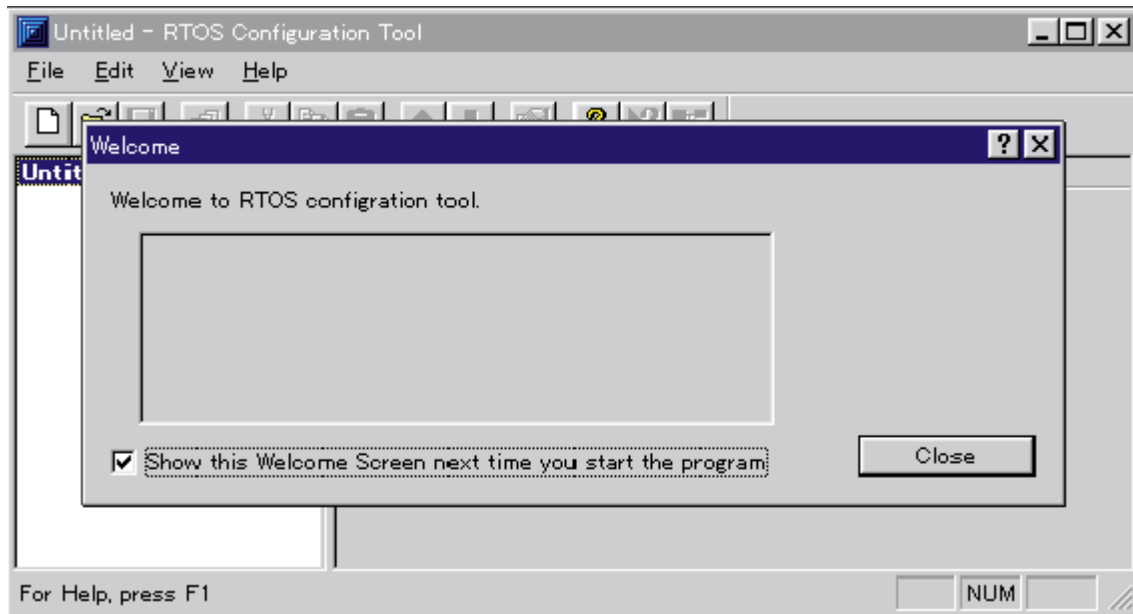 Untitled - RTOS Configuration Tool
File Edit View Help
Welcome
Untit
Welcome to RTOS configration tool.
Show this Welcome Screen next time you start the program
Close
For Help, press F1
NUM